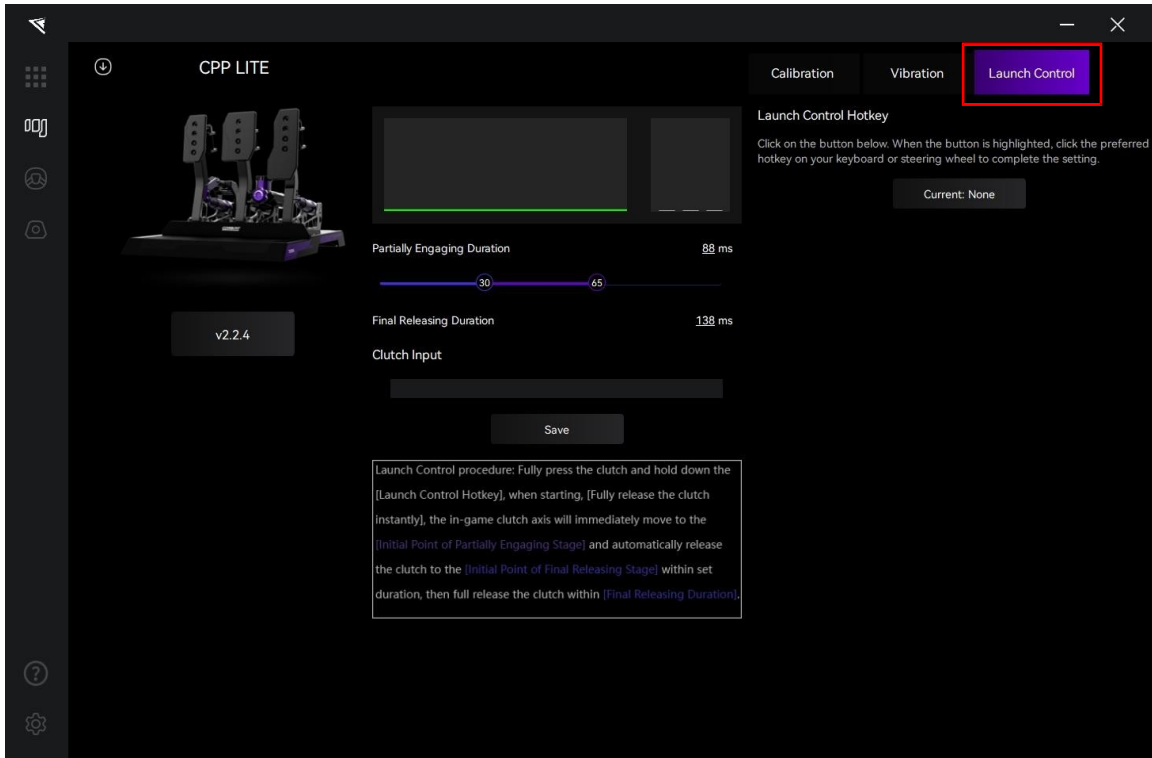 CPP LITE
Calibration
Vibration
Launch Control
Launch Control Hotkey
Click on the button below. When the button is highlighted, click the preferred
hotkey on your keyboard or steering wheel to complete the setting.
Current: None
Partially Engaging Duration
88 ms
30
65
Final Releasing Duration
138 ms
v2.2.4
Clutch Input
Save
Launch Control procedure: Fully press the clutch and hold down the
[Launch Control Hotkey], when starting, [Fully release the clutch
instantly], the in-game clutch axis will immediately move to the
[Initial Point of Partially Engaging Stage] and automatically release
the clutch to the [Initial Point of Final Releasing Stage] within set
duration, then full release the clutch within [Final Releasing Duration].